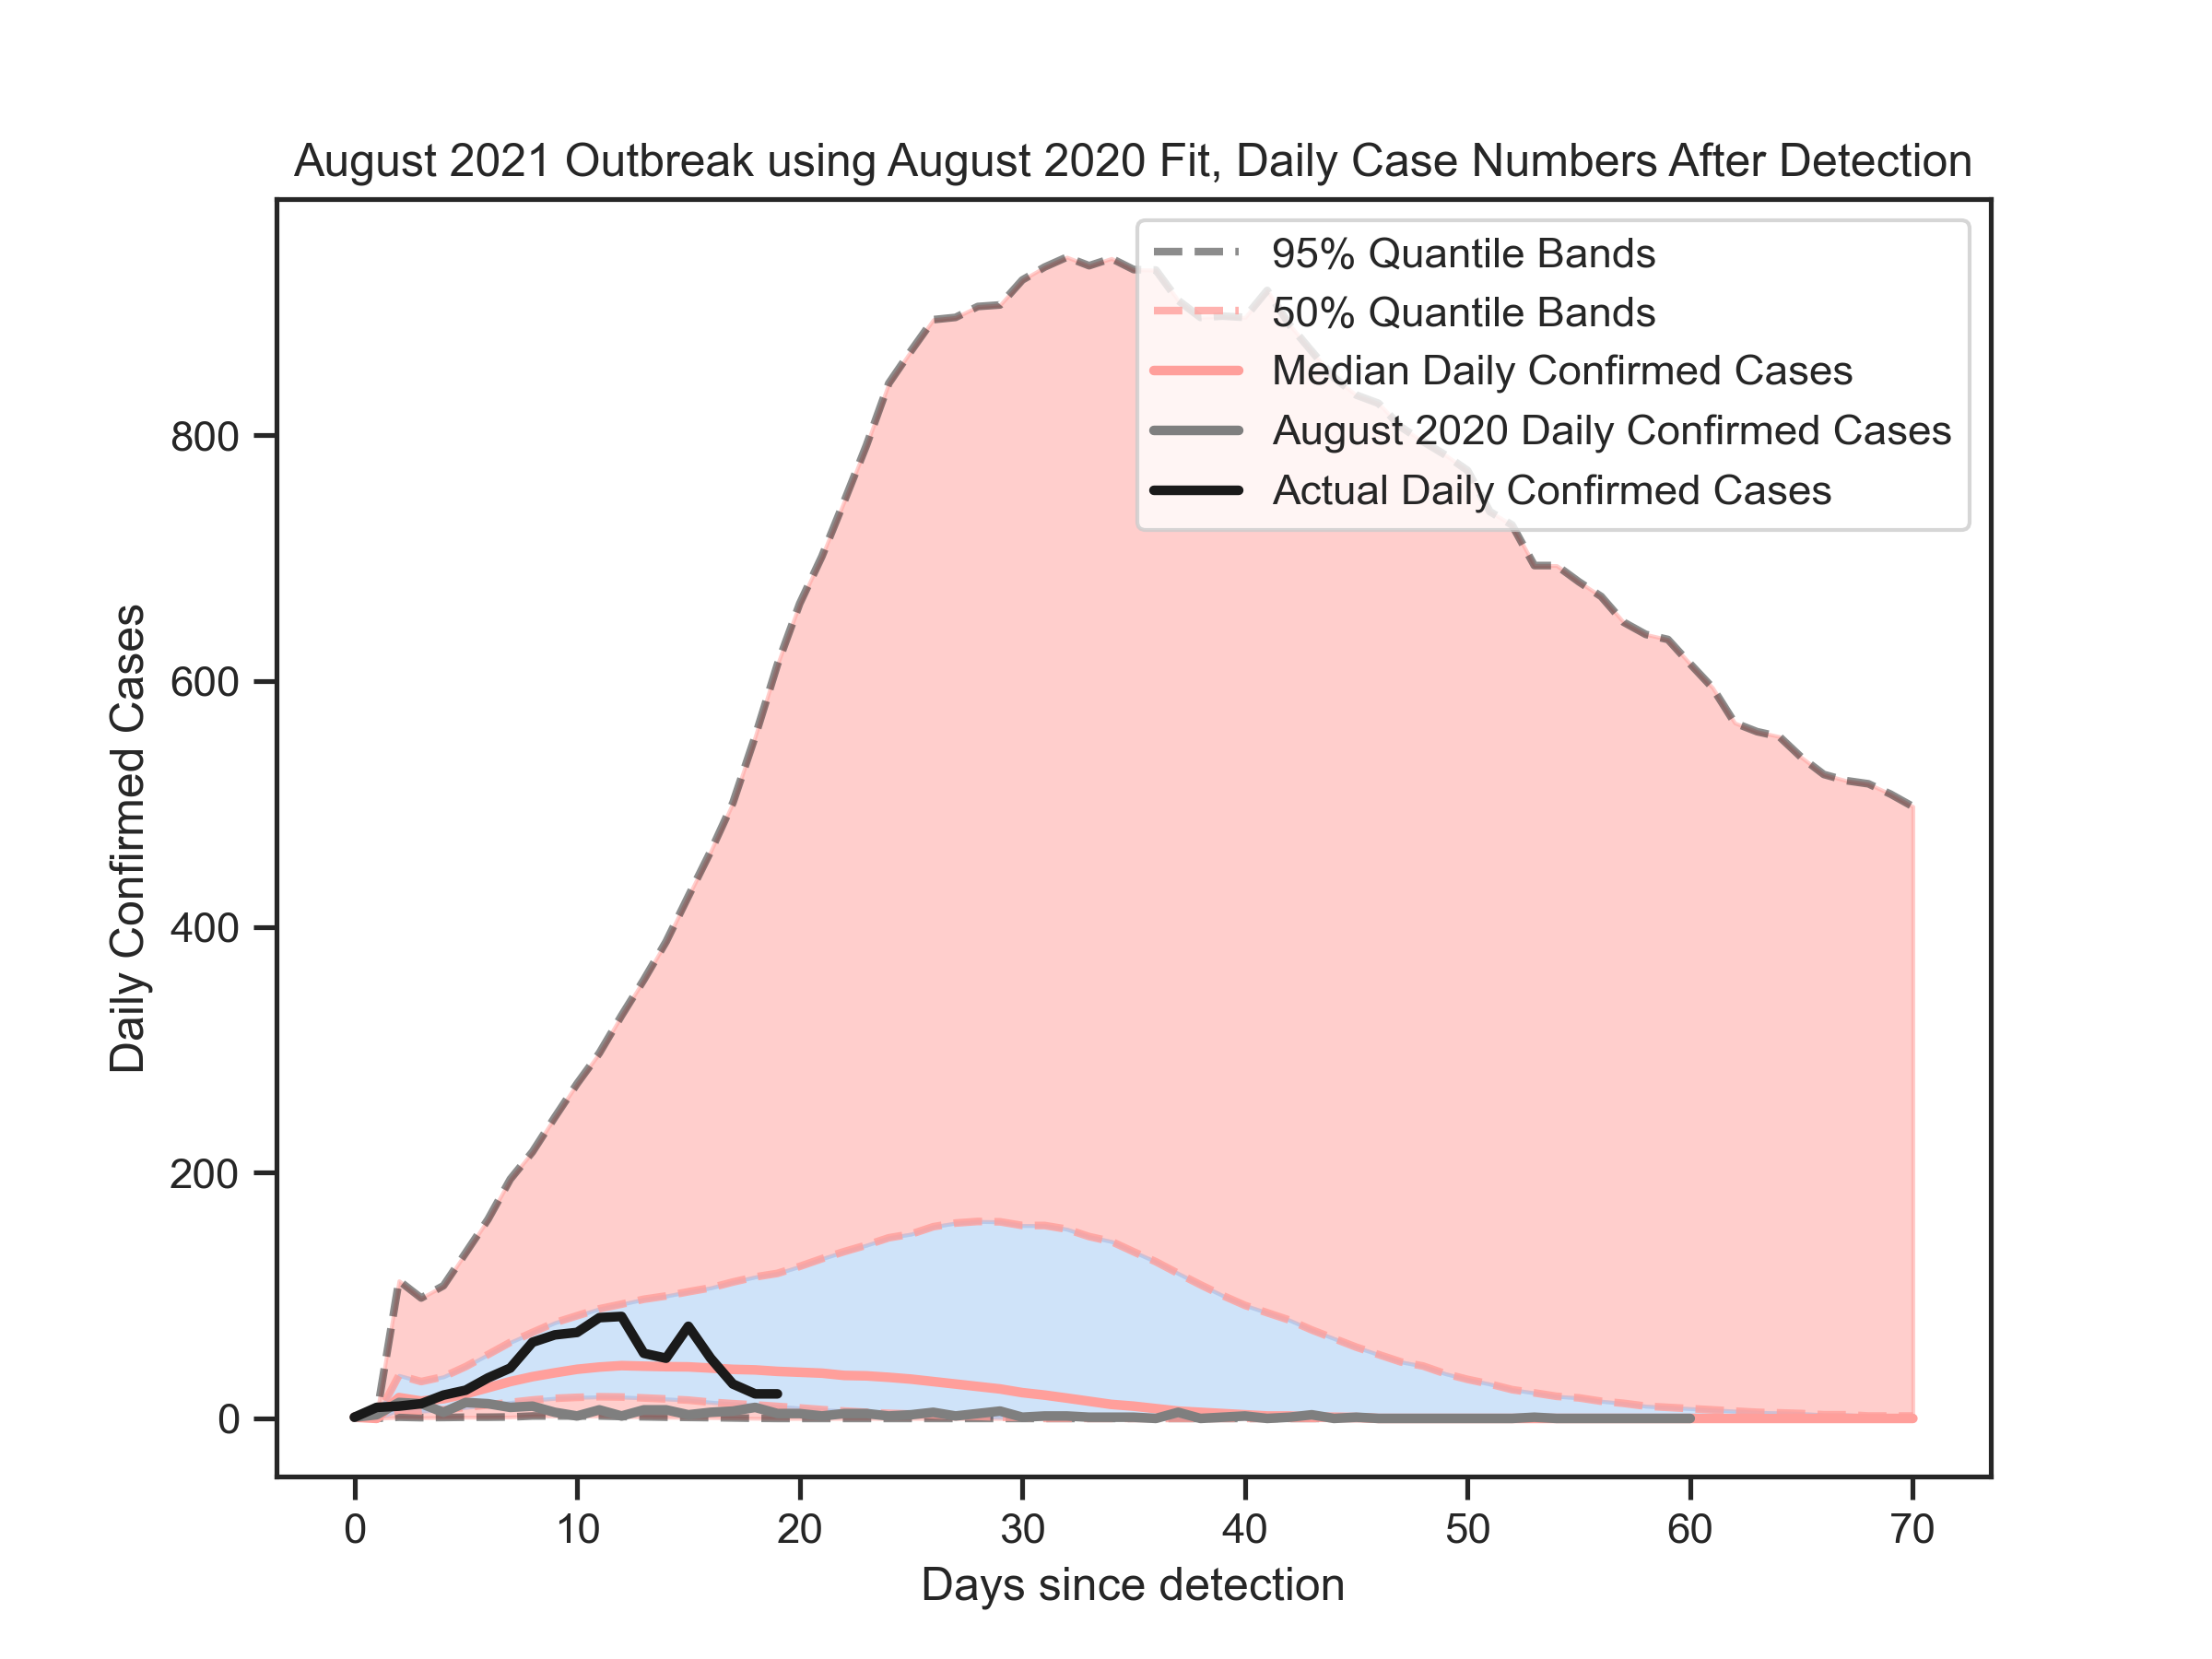 August 2021 Outbreak using August 2020 Fit, Daily Case Numbers After Detection
95% Quantile Bands
50% Quantile Bands
Median Daily Confirmed Cases
August 2020 Daily Confirmed Cases
Actual Daily Confirmed Cases
Daily Confirmed Cases
800
600
400
200
0
0 10 20 30 40 50 60 70
Days since detection